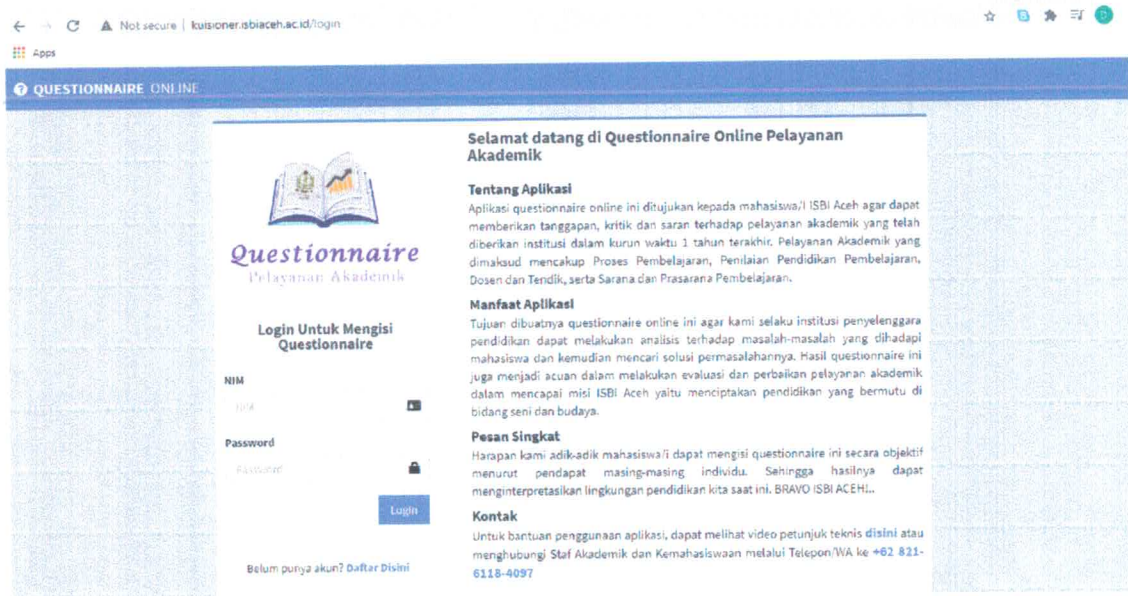 Not secure | kuisioner.isbiaceh.ac.id/login
Apps
QUESTIONNAIRE ONLINE
Questionnaire
Pelayanan Akademik
Login Untuk Mengisi
Questionnaire
NIM
NIM
Password
Password
Login
Belum punya akun? Daftar Disini
Selamat datang di Questionnaire Online Pelayanan
Akademik
Tentang Aplikasi
Aplikasi questionnaire online ini ditujukan kepada mahasiswa/i ISBI Aceh agar dapat
memberikan tanggapan, kritik dan saran terhadap pelayanan akademik yang telah
diberikan institusi dalam kurun waktu 1 tahun terakhir. Pelayanan Akademik yang
dimaksud mencakup Proses Pembelajaran, Penilaian Pendidikan Pembelajaran,
Dosen dan Tendik, serta Sarana dan Prasarana Pembelajaran.
Manfaat Aplikasi
Tujuan dibuatnya questionnaire online ini agar kami selaku institusi penyelenggara
pendidikan dapat melakukan analisis terhadap masalah-masalah yang dihadapi
mahasiswa dan kemudian mencari solusi permasalahannya. Hasil questionnaire ini
juga menjadi acuan dalam melakukan evaluasi dan perbaikan pelayanan akademik
dalam mencapai misi ISBI Aceh yaitu menciptakan pendidikan yang bermutu di
bidang seni dan budaya.
Pesan Singkat
Harapan kami adik-adik mahasiswa/i dapat mengisi questionnaire ini secara objektif
menurut pendapat masing-masing individu. Sehingga hasilnya dapat
menginterpretasikan lingkungan pendidikan kita saat ini. BRAVO ISBI ACEH!..
Kontak
Untuk bantuan penggunaan aplikasi, dapat melihat video petunjuk teknis disini atau
menghubungi Staf Akademik dan Kemahasiswaan melalui Telepon/WA ke +62 821-
6118-4097